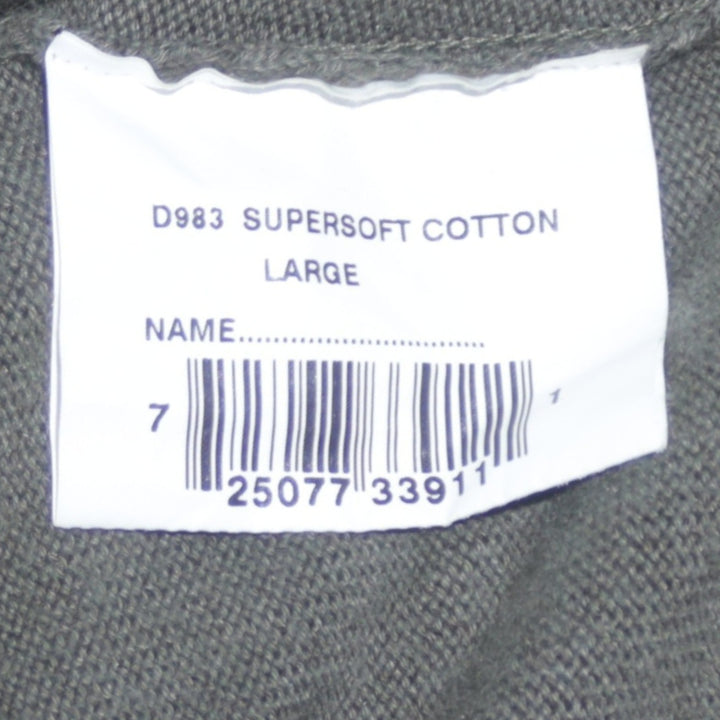 D983 SUPERSOFT COTTON
LARGE
NAME..............................
7 25077 33911 1